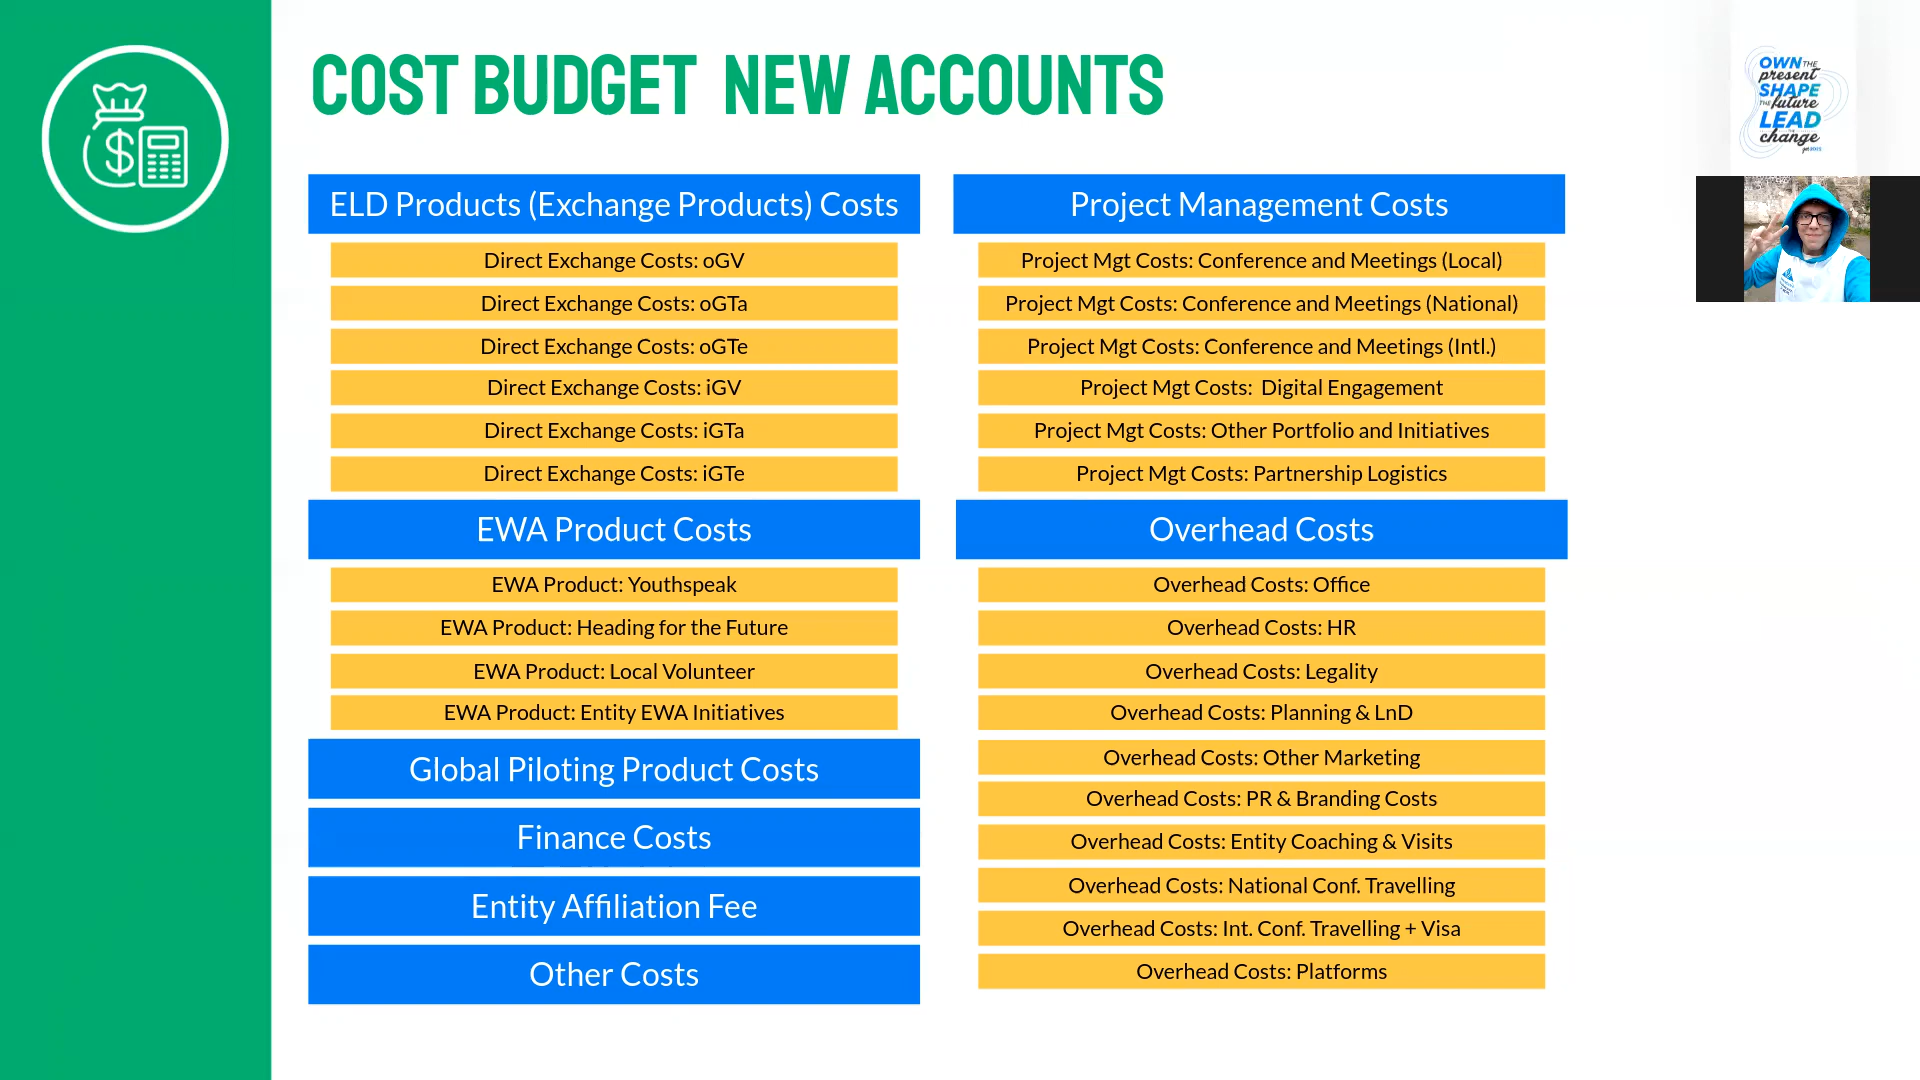 COST BUDGET NEW ACCOUNTS
ELD Products (Exchange Products) Costs
Direct Exchange Costs: oGV
Direct Exchange Costs: oGTa
Direct Exchange Costs: oGTe
Direct Exchange Costs: iGV
Direct Exchange Costs: iGTa
Direct Exchange Costs: iGTe
EWA Product Costs
EWA Product: Youthspeak
EWA Product: Heading for the Future
EWA Product: Local Volunteer
EWA Product: Entity EWA Initiatives
Global Piloting Product Costs
Finance Costs
Entity Affiliation Fee
Other Costs
Project Management Costs
Project Mgt Costs: Conference and Meetings (Local)
Project Mgt Costs: Conference and Meetings (National)
Project Mgt Costs: Conference and Meetings (Intl.)
Project Mgt Costs: Digital Engagement
Project Mgt Costs: Other Portfolio and Initiatives
Project Mgt Costs: Partnership Logistics
Overhead Costs
Overhead Costs: Office
Overhead Costs: HR
Overhead Costs: Legality
Overhead Costs: Planning & LnD
Overhead Costs: Other Marketing
Overhead Costs: PR & Branding Costs
Overhead Costs: Entity Coaching & Visits
Overhead Costs: National Conf. Travelling
Overhead Costs: Int. Conf. Travelling + Visa
Overhead Costs: Platforms
OWN THE
present
SHAPE
THE future
LEAD
change